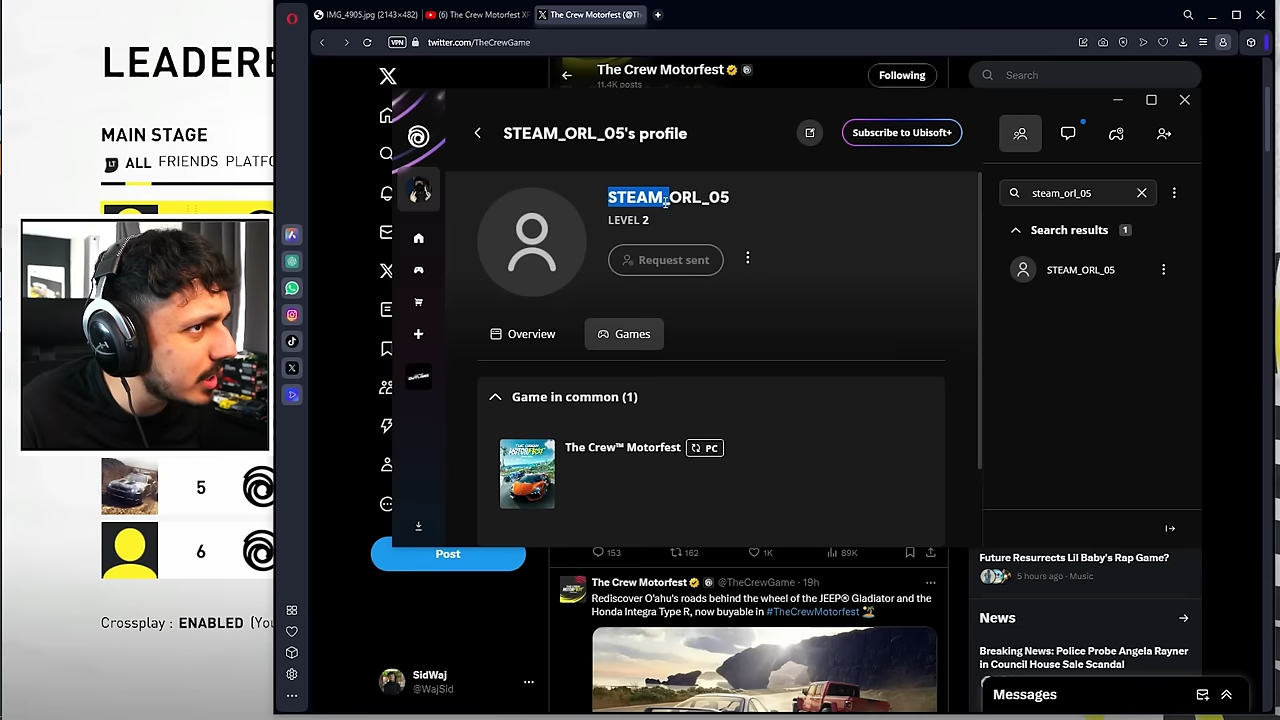 IMG_4905.jpg (2143×482)
(6) The Crew Motorfest XP
The Crew Motorfest (@Th
VPN
twitter.com/TheCrewGame
LEADERE
MAIN STAGE
LT ALL FRIENDS PLATFO
5
6
Crossplay : ENABLED (You
The Crew Motorfest
11.4K posts
Following
Search
STEAM_ORL_05's profile
Subscribe to Ubisoft+
STEAM_ORL_05
LEVEL 2
Request sent
Overview
Games
Game in common (1)
The Crew™ Motorfest
PC
steam_orl_05
Search results 1
STEAM_ORL_05
Post
153
162
1K
89K
The Crew Motorfest @TheCrewGame · 19h
Rediscover O'ahu's roads behind the wheel of the JEEP® Gladiator and the
Honda Integra Type R, now buyable in #TheCrewMotorfest
SidWaj
@WajSid
Future Resurrects Lil Baby's Rap Game?
5 hours ago · Music
News
Breaking News: Police Probe Angela Rayner
in Council House Sale Scandal
Messages